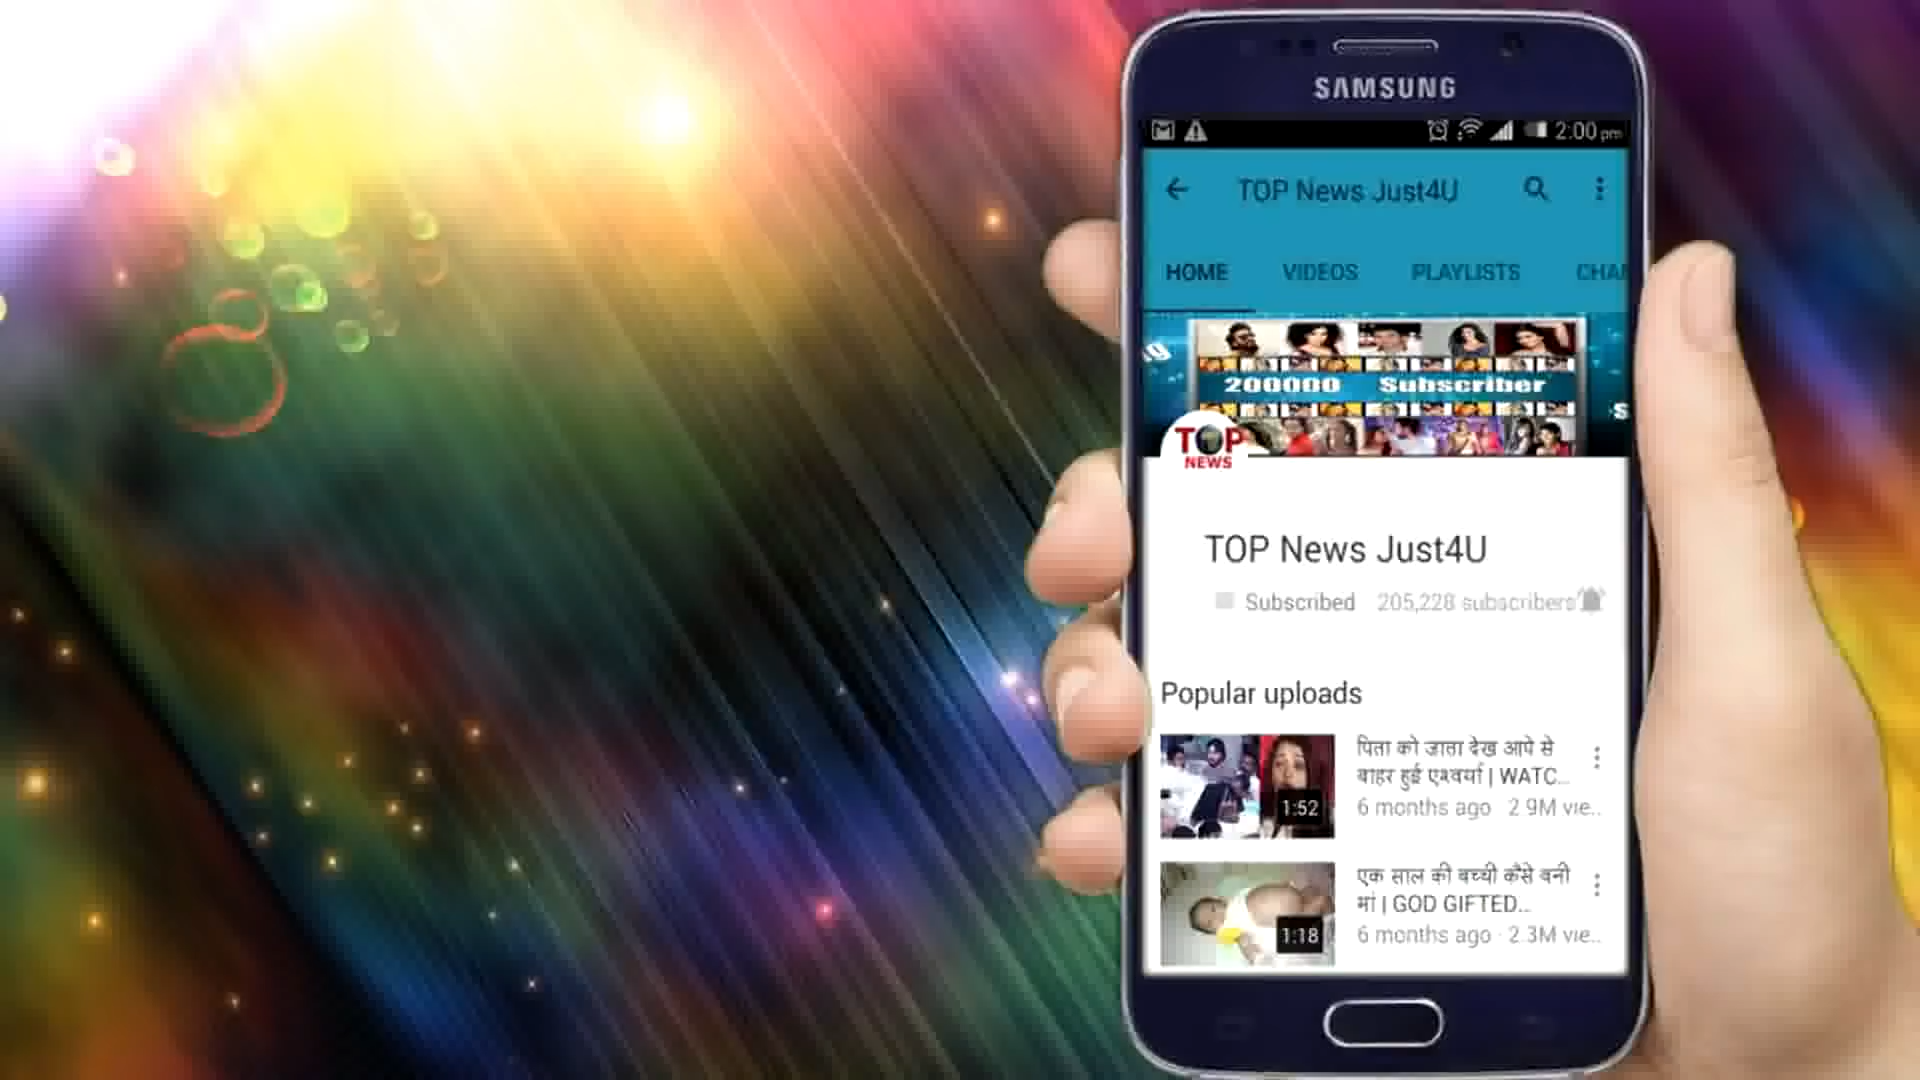 SAMSUNG
2:00 pm
TOP News Just4U
HOME VIDEOS PLAYLISTS CHAN
200000 Subscriber
TOP
NEWS
TOP News Just4U
Subscribed 205,228 subscribers
Popular uploads
पिता को जाता देख आपे से
बाहर हुई एश्वर्या | WATC...
6 months ago 2.9M vie..
1:52
एक साल की बच्ची कैसे बनी
मां | GOD GIFTED...
6 months ago · 2.3M vie..
1:18